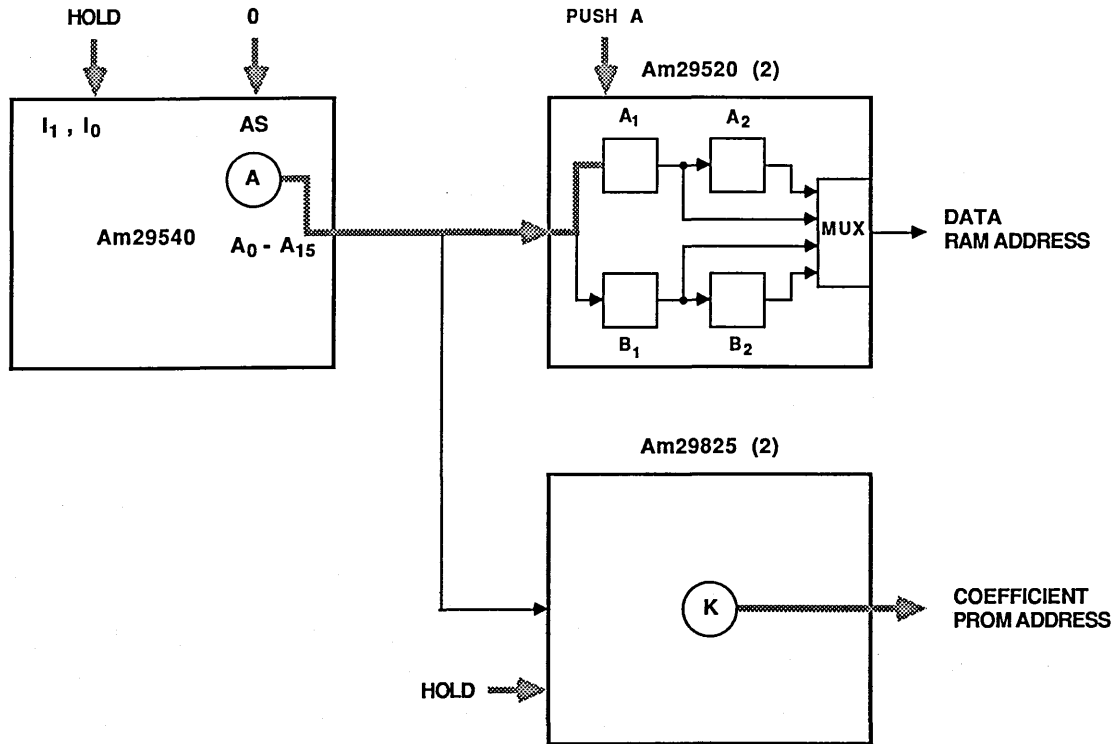 HOLD
0
PUSH A
Am29520 (2)
I₁ , I₀
AS
A₁
A₂
A
Am29540
A₀ - A₁₅
MUX
DATA
RAM ADDRESS
B₁
B₂
Am29825 (2)
K
COEFFICIENT
PROM ADDRESS
HOLD